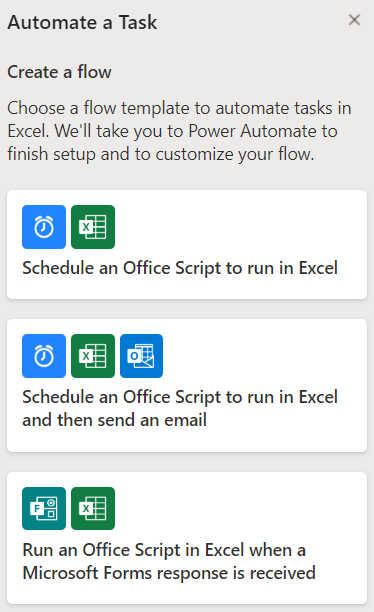 Automate a Task
Create a flow
Choose a flow template to automate tasks in
Excel. We'll take you to Power Automate to
finish setup and to customize your flow.
X
Schedule an Office Script to run in Excel
X
O
Schedule an Office Script to run in Excel
and then send an email
F
X
Run an Office Script in Excel when a
Microsoft Forms response is received